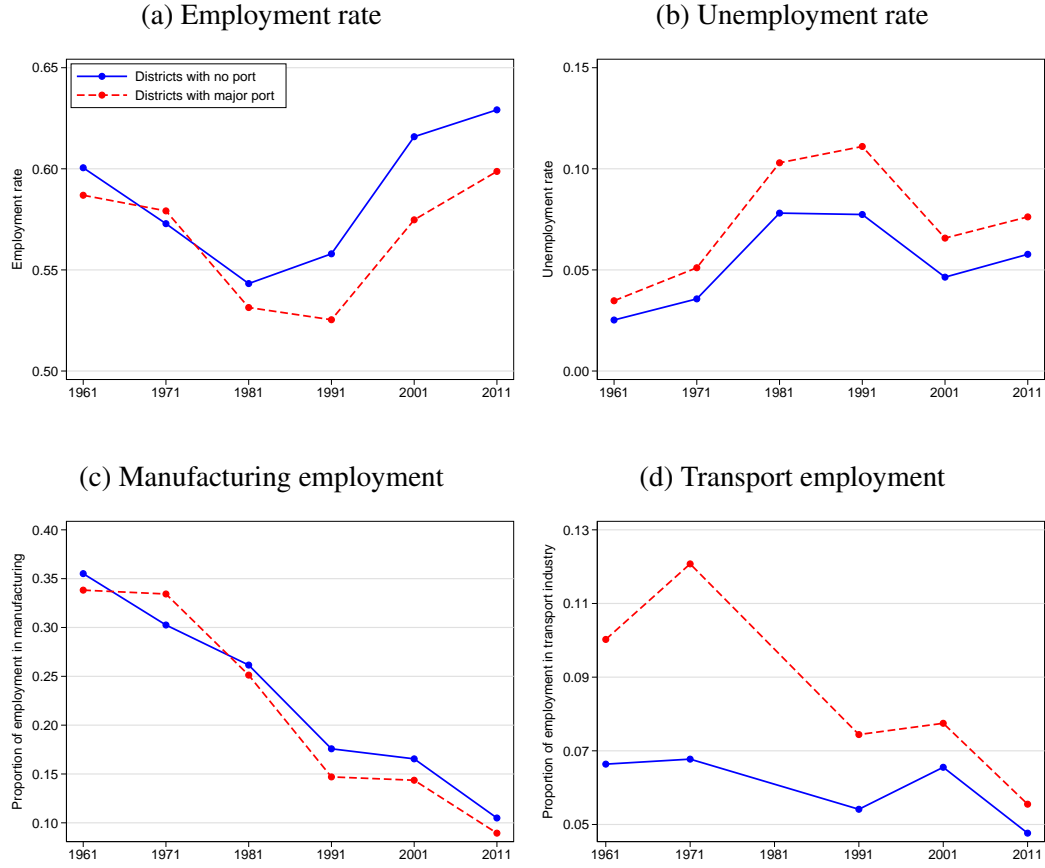 (a) Employment rate
0.65
0.60
0.55
0.50
Employment rate
Districts with no port
Districts with major port
1961 1971 1981 1991 2001 2011
(b) Unemployment rate
0.15
0.10
0.05
0.00
Unemployment rate
1961 1971 1981 1991 2001 2011
(c) Manufacturing employment
0.40
0.35
0.30
0.25
0.20
0.15
0.10
Proportion of employment in manufacturing
1961 1971 1981 1991 2001 2011
(d) Transport employment
0.13
0.11
0.09
0.07
0.05
Proportion of employment in transport industry
1961 1971 1981 1991 2001 2011